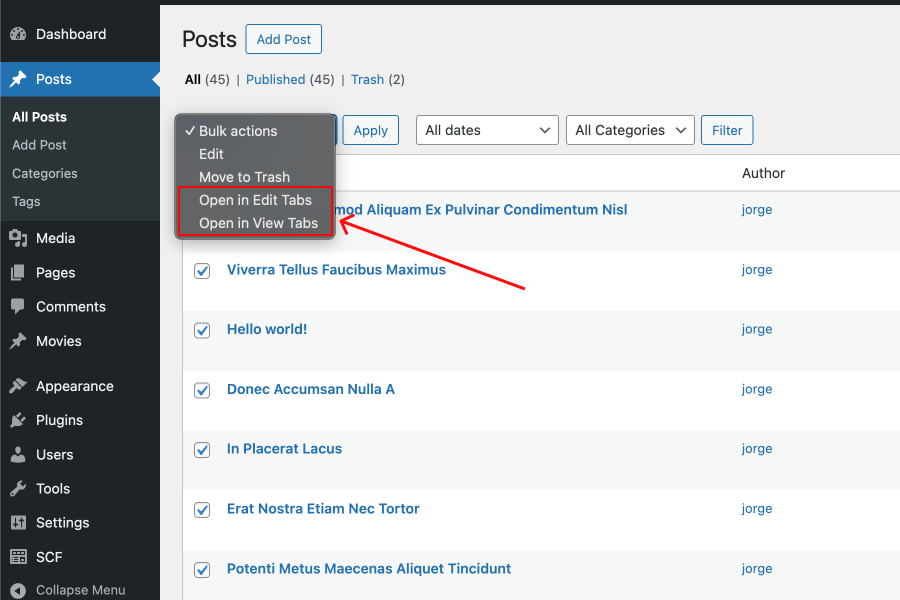 Dashboard
Posts
All Posts
Add Post
Categories
Tags
Media
Pages
Comments
Movies
Appearance
Plugins
Users
Tools
Settings
SCF
Collapse Menu
Posts Add Post
All (45) | Published (45) | Trash (2)
✓ Bulk actions
Edit
Move to Trash
Open in Edit Tabs
Open in View Tabs
Apply All dates All Categories Filter
Author
Aliquam Ex Pulvinar Condimentum Nisl jorge
Viverra Tellus Faucibus Maximus jorge
Hello world! jorge
Donec Accumsan Nulla A jorge
In Placerat Lacus jorge
Erat Nostra Etiam Nec Tortor jorge
Potenti Metus Maecenas Aliquet Tincidunt jorge